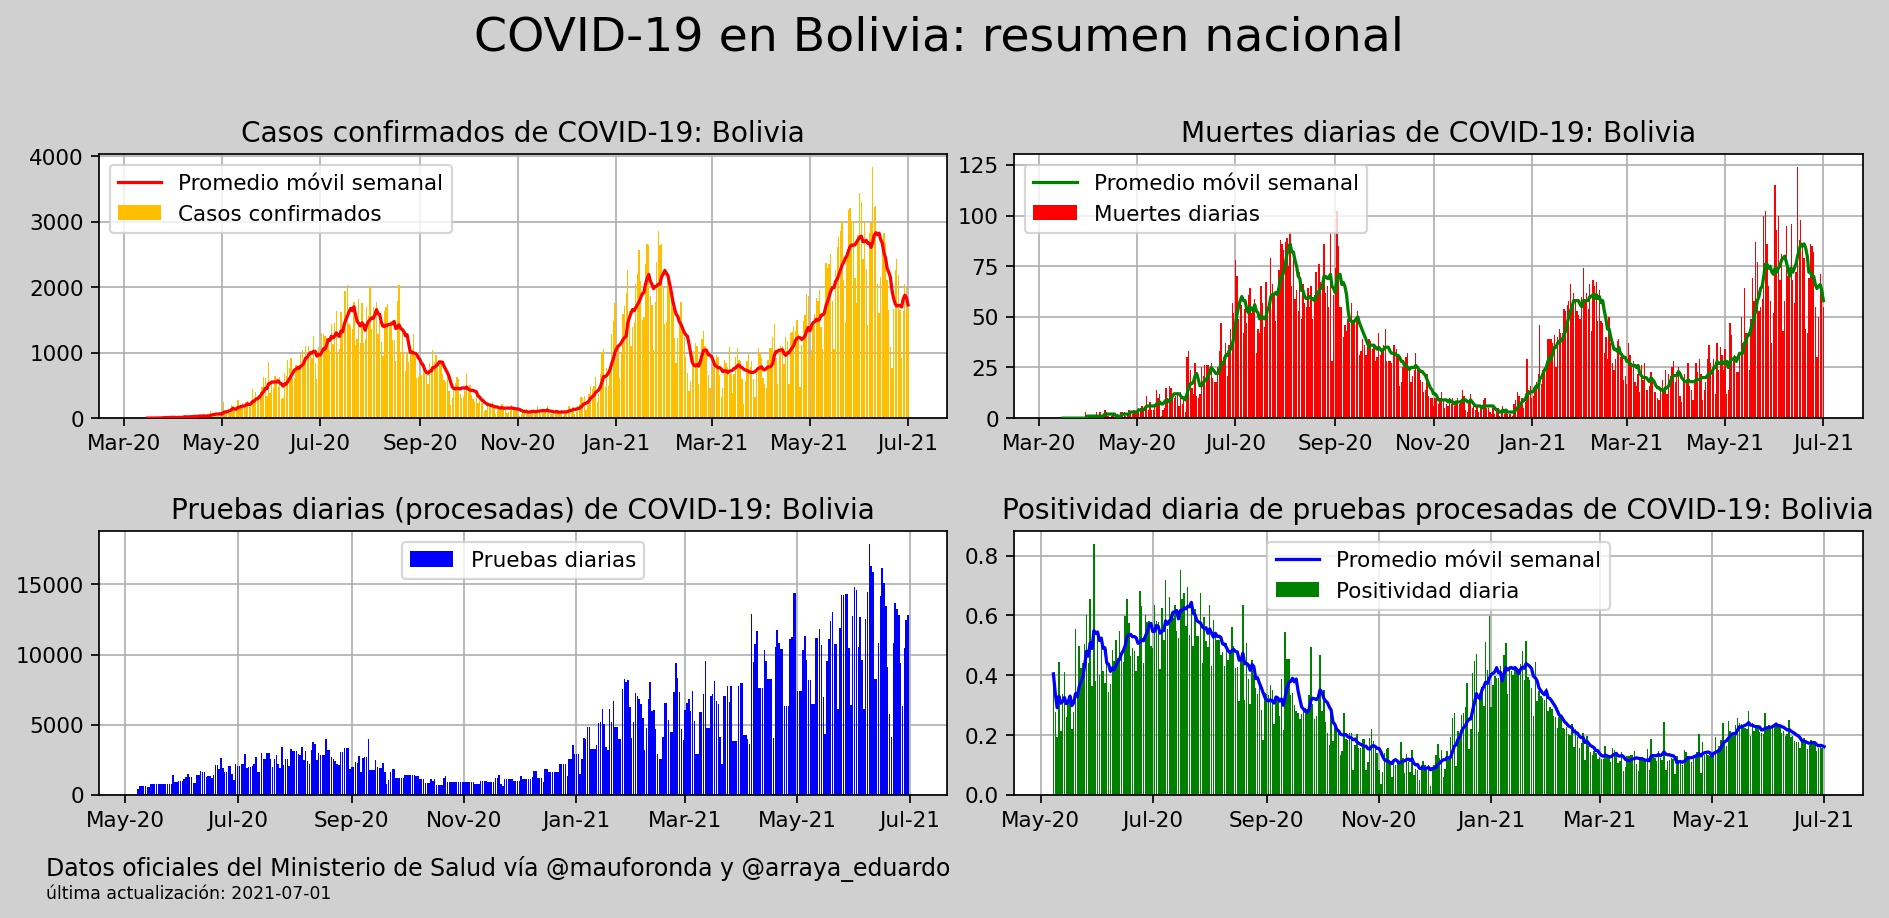 COVID-19 en Bolivia: resumen nacional
Casos confirmados de COVID-19: Bolivia
4000
3000
2000
1000
0
Promedio móvil semanal
Casos confirmados
Mar-20 May-20 Jul-20 Sep-20 Nov-20 Jan-21 Mar-21 May-21 Jul-21
Muertes diarias de COVID-19: Bolivia
125
100
75
50
25
0
Promedio móvil semanal
Muertes diarias
Mar-20 May-20 Jul-20 Sep-20 Nov-20 Jan-21 Mar-21 May-21 Jul-21
Pruebas diarias (procesadas) de COVID-19: Bolivia
15000
10000
5000
0
Pruebas diarias
May-20 Jul-20 Sep-20 Nov-20 Jan-21 Mar-21 May-21 Jul-21
Positividad diaria de pruebas procesadas de COVID-19: Bolivia
0.8
0.6
0.4
0.2
0.0
Promedio móvil semanal
Positividad diaria
May-20 Jul-20 Sep-20 Nov-20 Jan-21 Mar-21 May-21 Jul-21
Datos oficiales del Ministerio de Salud vía @mauforonda y @arraya_eduardo
última actualización: 2021-07-01